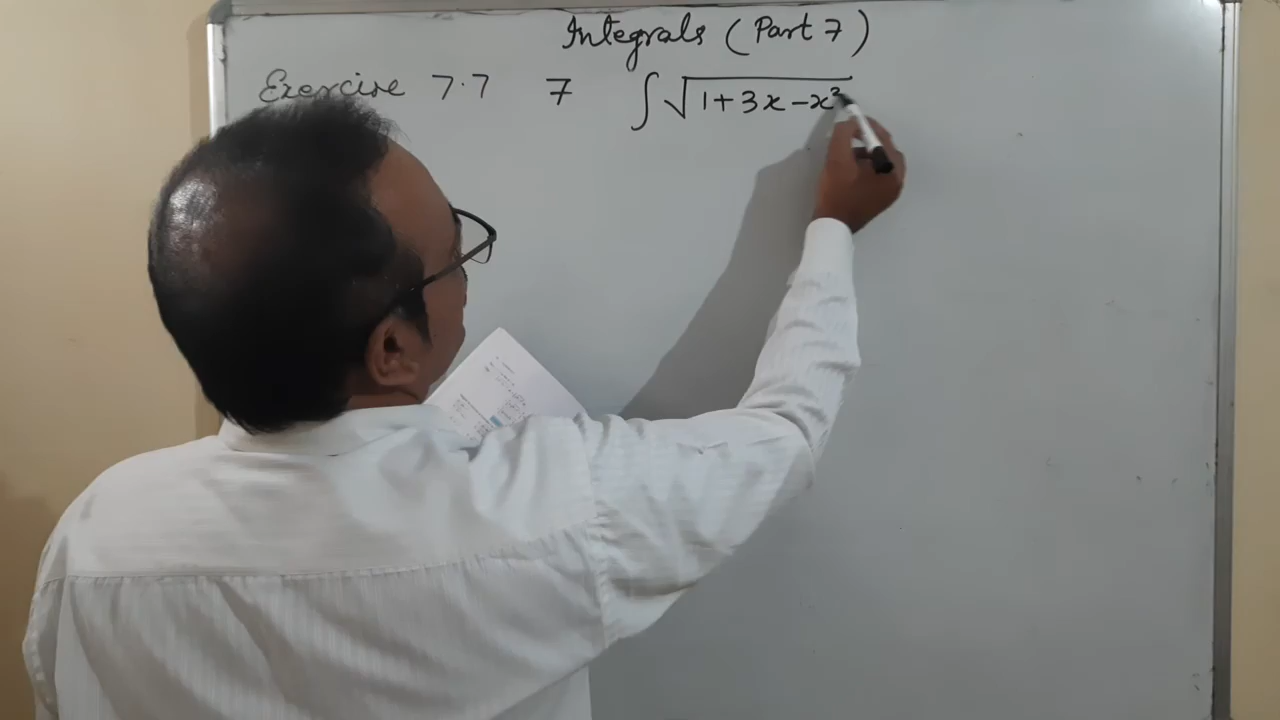 Integrals (Part 7)
Exercise 7.7 7 ∫√1+3x-x²